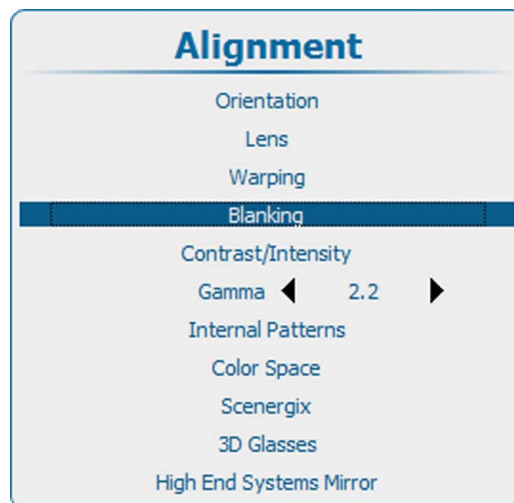 Alignment
Orientation
Lens
Warping
Blanking
Contrast/Intensity
Gamma 2.2
Internal Patterns
Color Space
Scenergix
3D Glasses
High End Systems Mirror